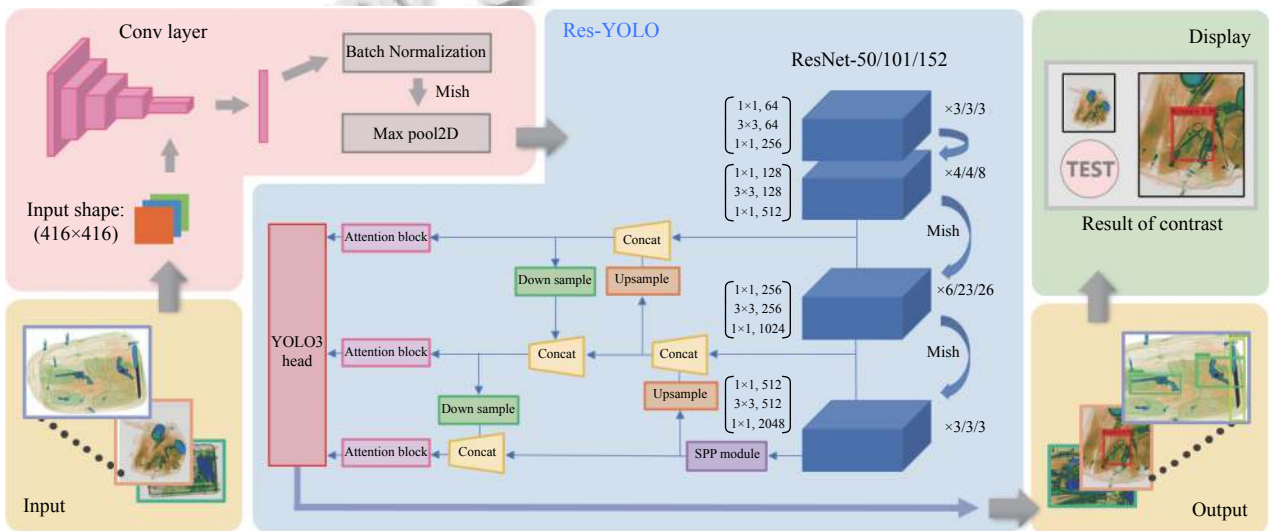 Conv layer
Batch Normalization
Mish
Max pool2D
Input shape:
(416×416)
Input
Res-YOLO
ResNet-50/101/152
1×1, 64
3×3, 64
1×1, 256
×3/3/3
1×1, 128
3×3, 128
1×1, 512
×4/4/8
Mish
1×1, 256
3×3, 256
1×1, 1024
×6/23/26
Mish
1×1, 512
3×3, 512
1×1, 2048
×3/3/3
Attention block
Concat
Down sample
Upsample
YOLO3
head
Attention block
Concat
Concat
Down sample
Upsample
Attention block
Concat
SPP module
Display
TEST
Result of contrast
Output